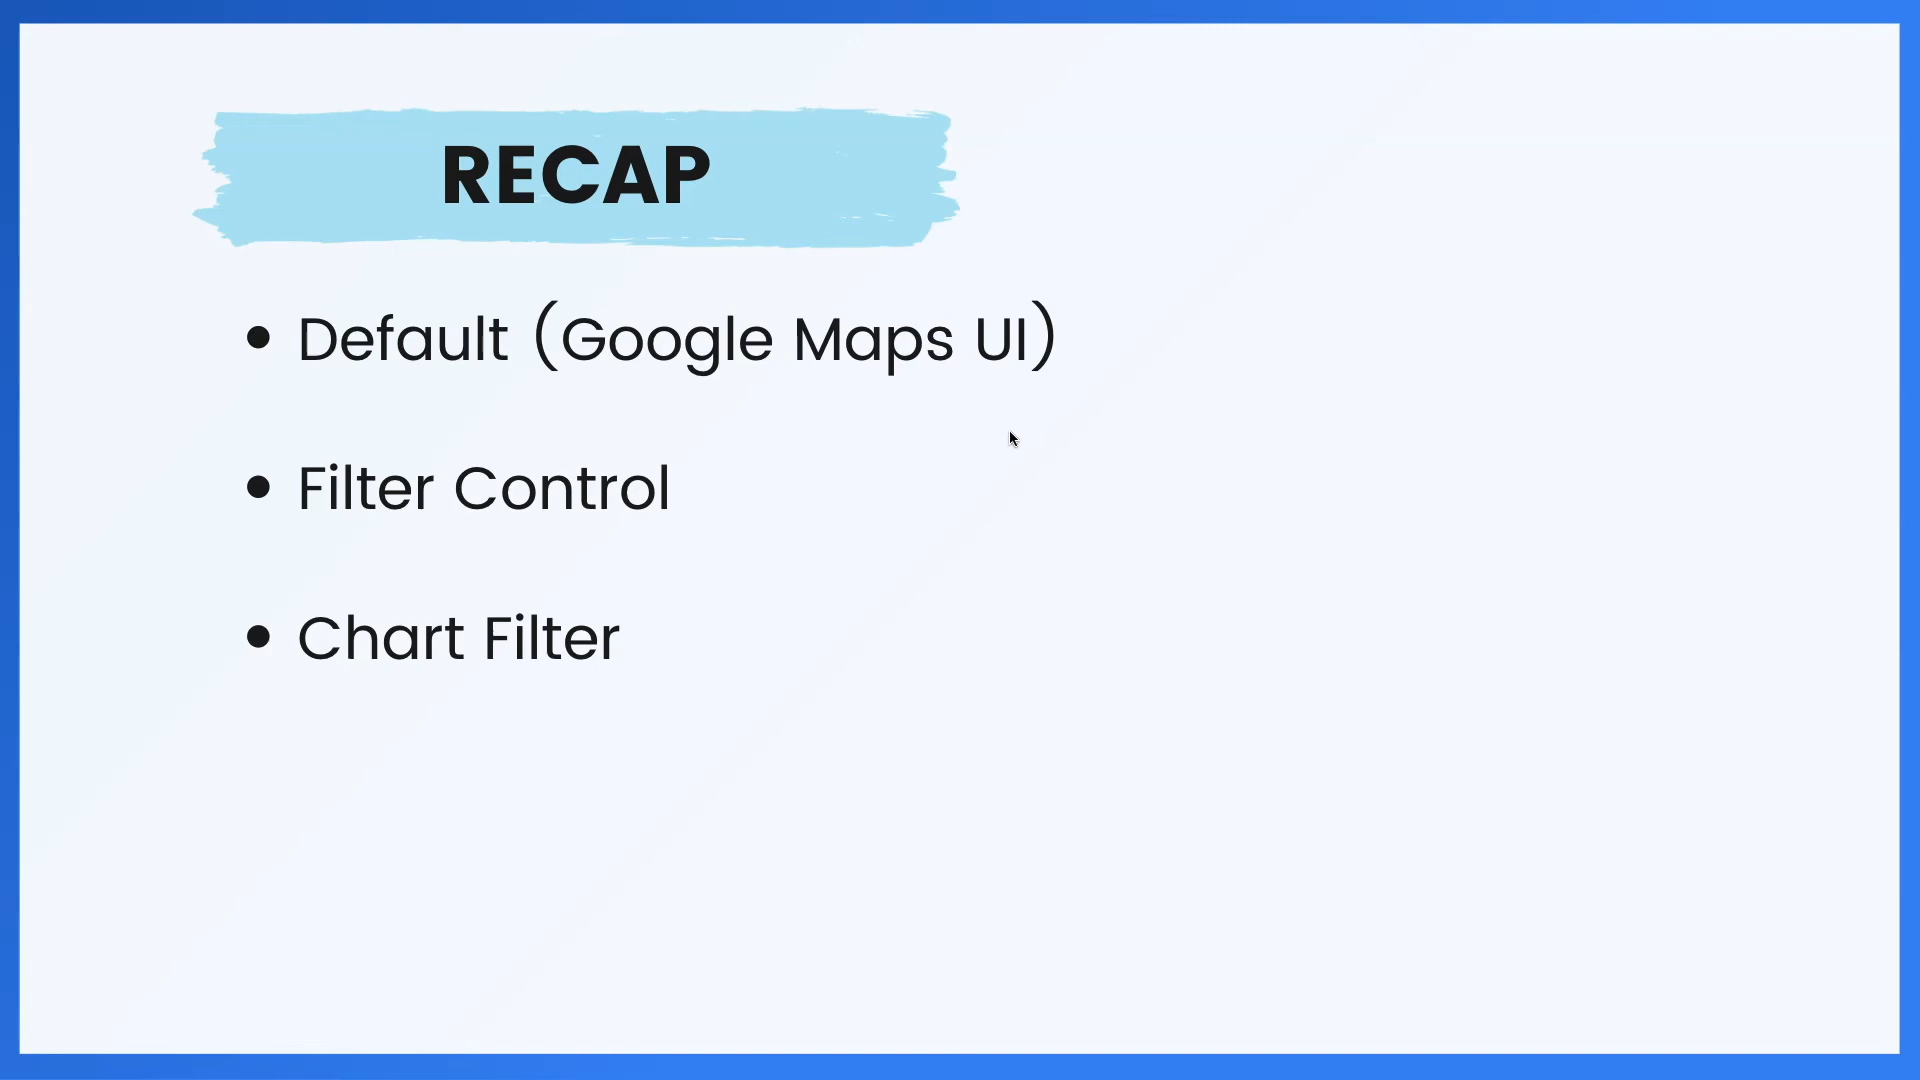 RECAP
• Default (Google Maps UI)
• Filter Control
• Chart Filter